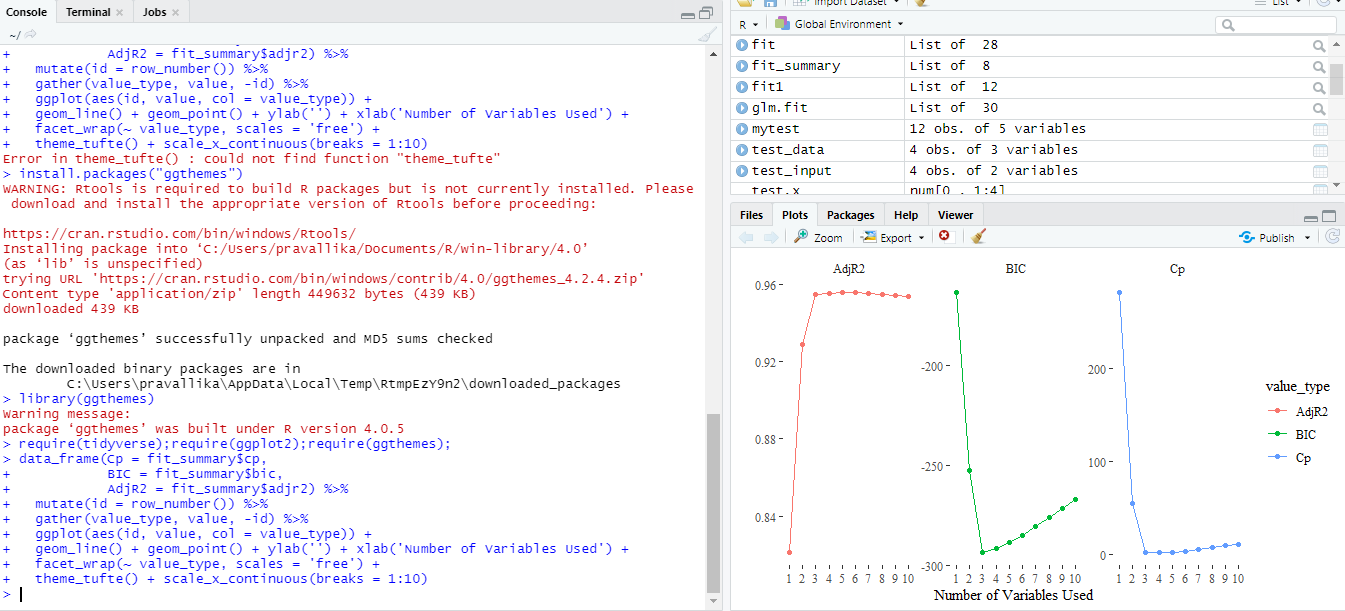 Console
Terminal
Jobs
~/
+             AdjR2 = fit_summary$adjr2) %>%
+   mutate(id = row_number()) %>%
+   gather(value_type, value, -id) %>%
+   ggplot(aes(id, value, col = value_type)) +
+   geom_line() + geom_point() + ylab('') + xlab('Number of Variables Used') +
+   facet_wrap(~ value_type, scales = 'free') +
+   theme_tufte() + scale_x_continuous(breaks = 1:10)
Error in theme_tufte() : could not find function "theme_tufte"
> install.packages("ggthemes")
WARNING: Rtools is required to build R packages but is not currently installed. Please
 download and install the appropriate version of Rtools before proceeding:
https://cran.rstudio.com/bin/windows/Rtools/
Installing package into ‘C:/Users/pravallika/Documents/R/win-library/4.0’
(as ‘lib’ is unspecified)
trying URL 'https://cran.rstudio.com/bin/windows/contrib/4.0/ggthemes_4.2.4.zip'
Content type 'application/zip' length 449632 bytes (439 KB)
downloaded 439 KB
package ‘ggthemes’ successfully unpacked and MD5 sums checked
The downloaded binary packages are in
        C:\Users\pravallika\AppData\Local\Temp\RtmpEzY9n2\downloaded_packages
> library(ggthemes)
Warning message:
package ‘ggthemes’ was built under R version 4.0.5
> require(tidyverse);require(ggplot2);require(ggthemes);
> data_frame(Cp = fit_summary$cp,
+             BIC = fit_summary$bic,
+             AdjR2 = fit_summary$adjr2) %>%
+   mutate(id = row_number()) %>%
+   gather(value_type, value, -id) %>%
+   ggplot(aes(id, value, col = value_type)) +
+   geom_line() + geom_point() + ylab('') + xlab('Number of Variables Used') +
+   facet_wrap(~ value_type, scales = 'free') +
+   theme_tufte() + scale_x_continuous(breaks = 1:10)
>
Import Dataset
List
R
Global Environment
fit List of 28
fit_summary List of 8
fit1 List of 12
glm.fit List of 30
mytest 12 obs. of 5 variables
test_data 4 obs. of 3 variables
test_input 4 obs. of 2 variables
test.x num[0 , 1:4]
Files
Plots
Packages
Help
Viewer
Zoom
Export
Publish
AdjR2
BIC
Cp
0.96
0.92
0.88
0.84
-200
-250
-300
200
100
0
1 2 3 4 5 6 7 8 9 10
1 2 3 4 5 6 7 8 9 10
1 2 3 4 5 6 7 8 9 10
Number of Variables Used
value_type
AdjR2
BIC
Cp